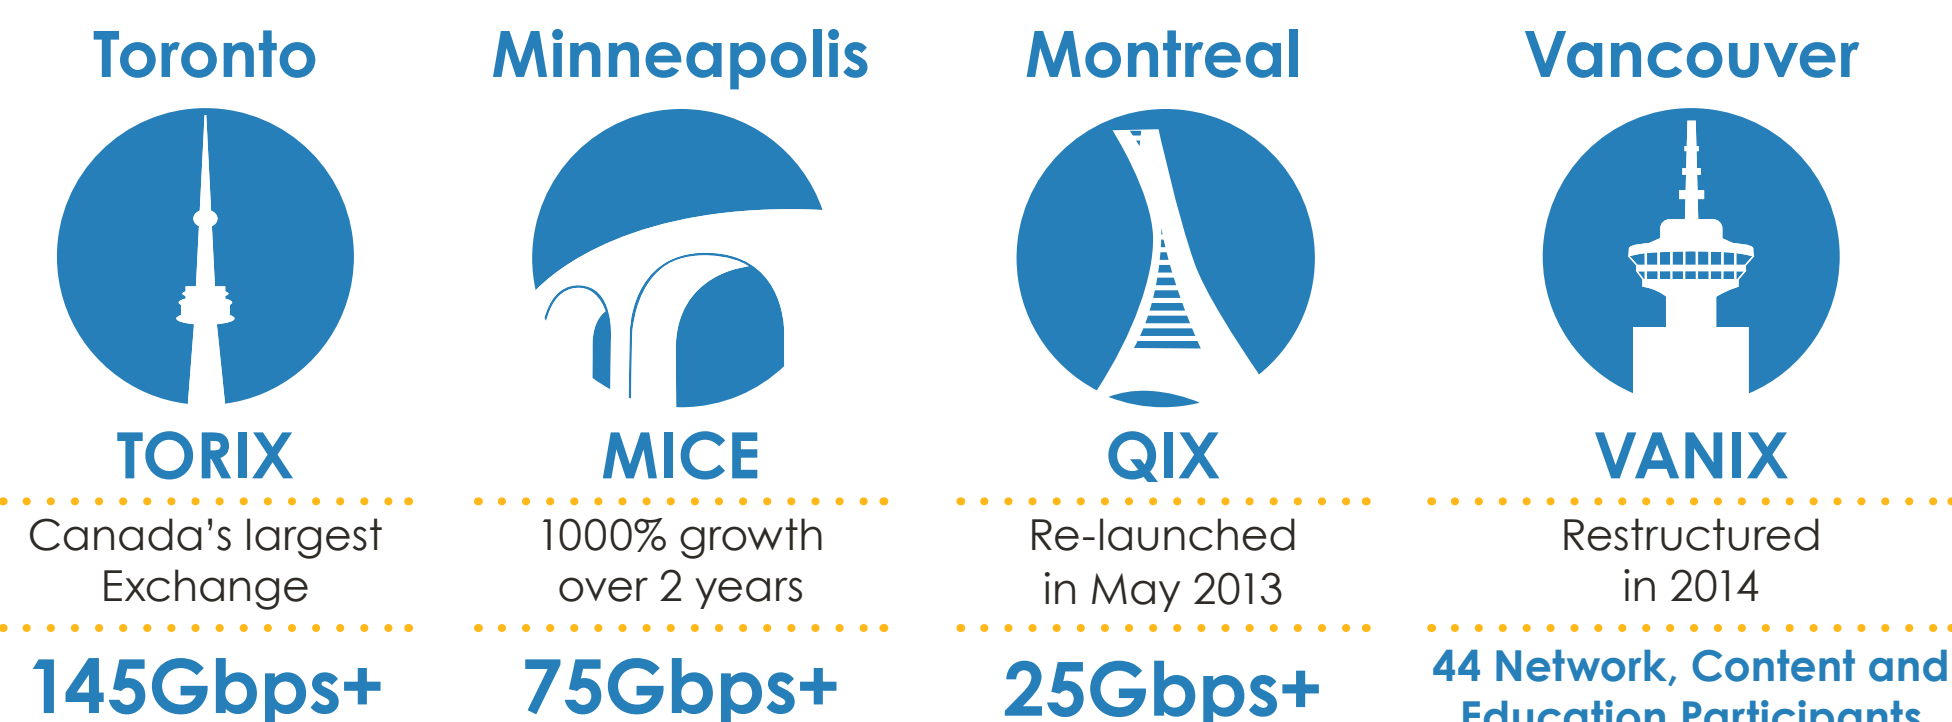 Toronto
Minneapolis
Montreal
Vancouver
TORIX
MICE
QIX
VANIX
Canada's largest
Exchange
1000% growth
over 2 years
Re-launched
in May 2013
Restructured
in 2014
145Gbps+
75Gbps+
25Gbps+
44 Network, Content and
Education Participants